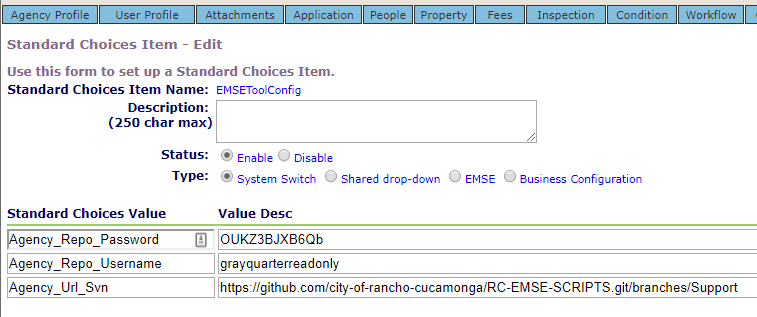 Agency Profile User Profile Attachments Application People Property Fees Inspection Condition Workflow
Standard Choices Item - Edit
Use this form to set up a Standard Choices Item.
Standard Choices Item Name: EMSEToolConfig
Description:
(250 char max)
Status: Enable Disable
Type: System Switch Shared drop-down EMSE Business Configuration
Standard Choices Value Value Desc
Agency_Repo_Password OUKZ3BJXB6Qb
Agency_Repo_Username grayquarterreadonly
Agency_Url_Svn https://github.com/city-of-rancho-cucamonga/RC-EMSE-SCRIPTS.git/branches/Support